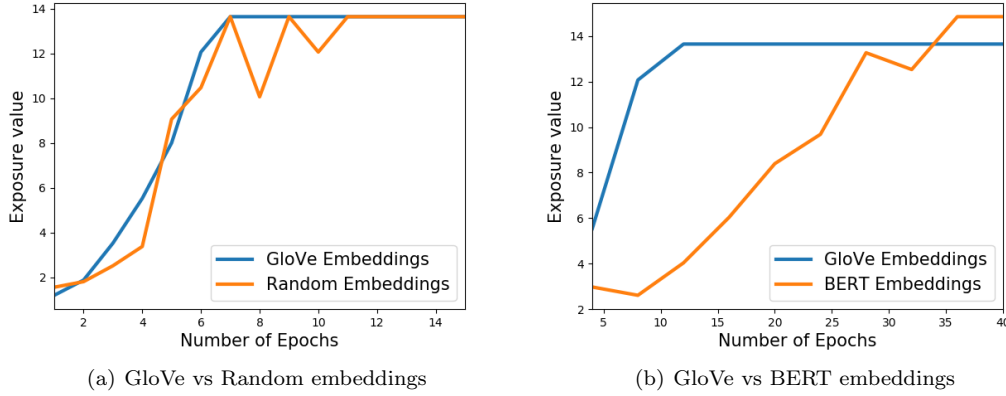 14
12
10
8
6
4
2
Exposure value
GloVe Embeddings
Random Embeddings
2 4 6 8 10 12 14
Number of Epochs
(a) GloVe vs Random embeddings
14
12
10
8
6
4
2
Exposure value
GloVe Embeddings
BERT Embeddings
5 10 15 20 25 30 35 40
Number of Epochs
(b) GloVe vs BERT embeddings